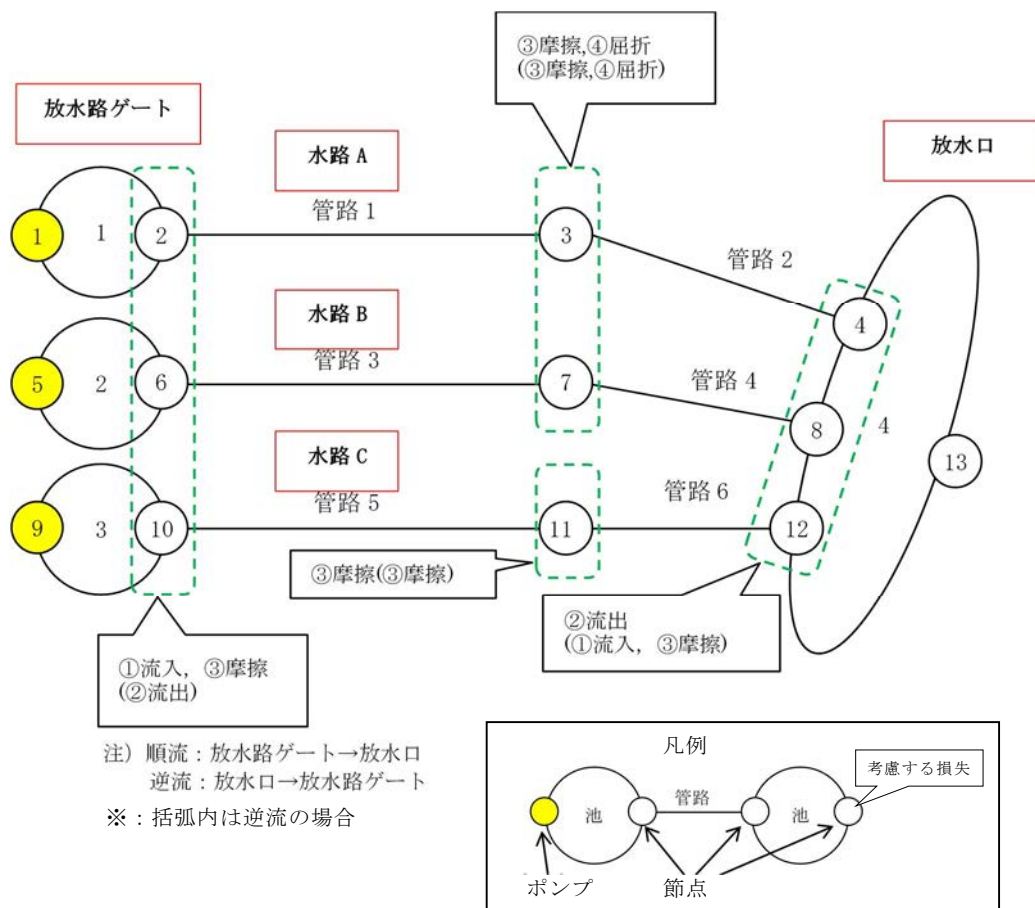 ③摩擦,④屈折
(③摩擦,④屈折)
放水路ゲート
水路 A
放水口
管路 1
1
1
2
3
管路 2
4
水路 B
管路 3
5
2
6
7
管路 4
8
4
水路 C
管路 5
9
3
10
11
管路 6
12
13
③摩擦(③摩擦)
②流出
(①流入，③摩擦)
①流入，③摩擦
(②流出)
注）順流：放水路ゲート→放水口
逆流：放水口→放水路ゲート
※：括弧内は逆流の場合
凡例
考慮する損失
池
管路
池
ポンプ
節点